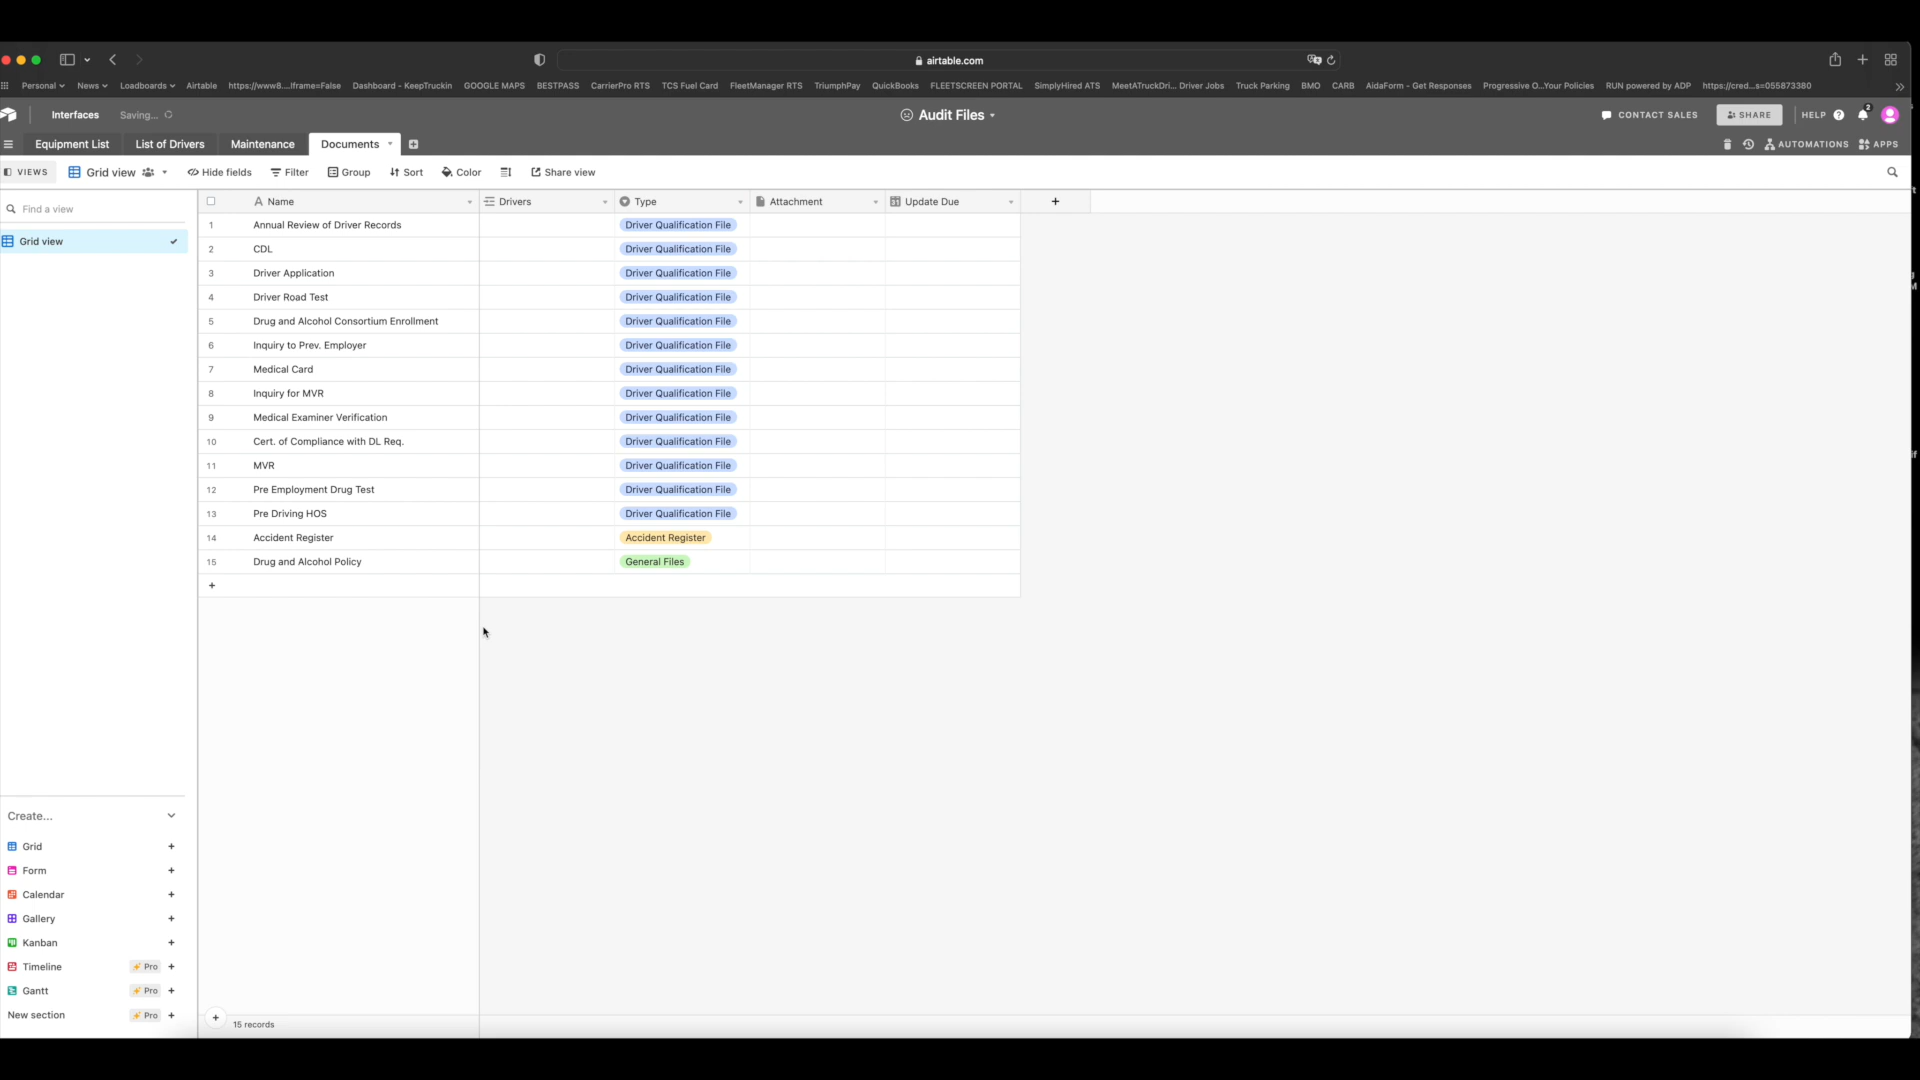 airtable.com
Personal News Loadboards Airtable https://www8....Iframe=False Dashboard - KeepTruckin GOOGLE MAPS BESTPASS CarrierPro RTS TCS Fuel Card FleetManager RTS TriumphPay QuickBooks FLEETSCREEN PORTAL SimplyHired ATS MeetATruckDri... Driver Jobs Truck Parking BMO CARB AidaForm - Get Responses Progressive O...Your Policies RUN powered by ADP https://cred...s=055873380
Interfaces Saving... Audit Files CONTACT SALES SHARE HELP 2
Equipment List List of Drivers Maintenance Documents AUTOMATIONS APPS
VIEWS Grid view Hide fields Filter Group Sort Color Share view
Find a view
Grid view
Name Drivers Type Attachment Update Due
1 Annual Review of Driver Records Driver Qualification File
2 CDL Driver Qualification File
3 Driver Application Driver Qualification File
4 Driver Road Test Driver Qualification File
5 Drug and Alcohol Consortium Enrollment Driver Qualification File
6 Inquiry to Prev. Employer Driver Qualification File
7 Medical Card Driver Qualification File
8 Inquiry for MVR Driver Qualification File
9 Medical Examiner Verification Driver Qualification File
10 Cert. of Compliance with DL Req. Driver Qualification File
11 MVR Driver Qualification File
12 Pre Employment Drug Test Driver Qualification File
13 Pre Driving HOS Driver Qualification File
14 Accident Register Accident Register
15 Drug and Alcohol Policy General Files
+
Create...
Grid +
Form +
Calendar +
Gallery +
Kanban +
Timeline Pro +
Gantt Pro +
New section Pro +
+ 15 records